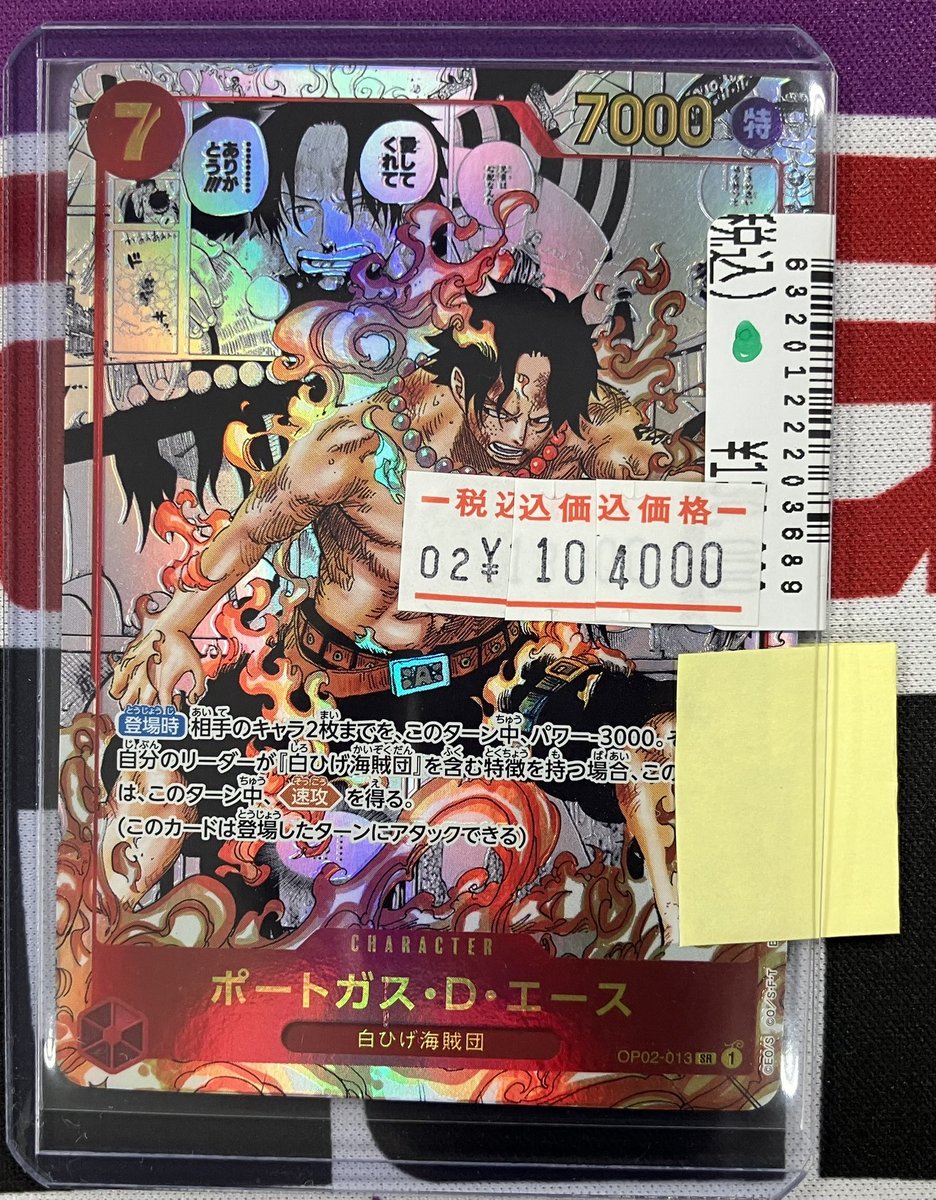 7
7000
特
愛して
くれて
………
ありが
とう!!!
税込)
¥1
6320122203689
税込
込価
込価格
02¥
10
4000
登場時 相手のキャラ2枚までを、このターン中、パワー-3000。
自分のリーダーが『白ひげ海賊団』を含む特徴を持つ場合、この
は、このターン中、速攻を得る。
(このカードは登場したターンにアタックできる)
CHARACTER
ポートガス・D・エース
白ひげ海賊団
OP02-013 SR 1
©EO/S ©O/S・F・T